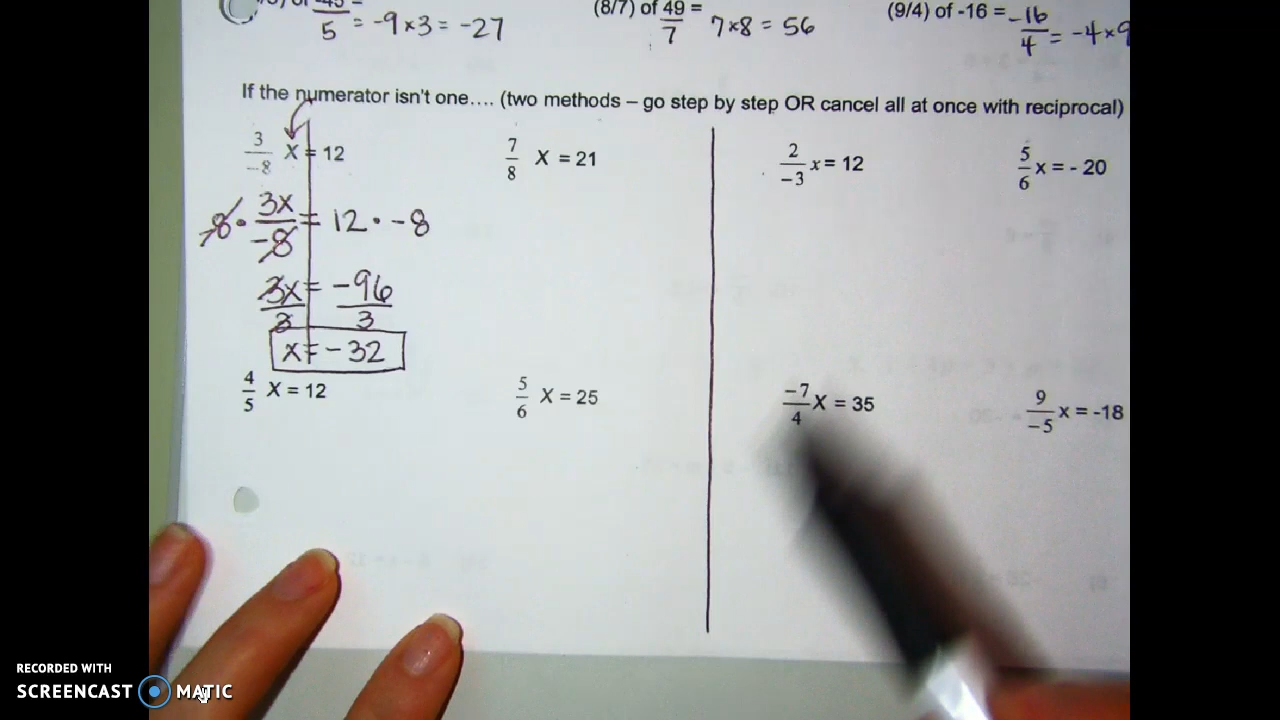 5 = -9 × 3 = -27
(8/7) of 49 = 7 7×8 = 56
(9/4) of -16 = -16 4 = -4×9
If the numerator isn't one.... (two methods – go step by step OR cancel all at once with reciprocal)
3/-8 X = 12
7/8 X = 21
2/-3 x = 12
5/6 x = - 20
-8 • 3x/-8 = 12 • -8
3x/3 = -96/3
x = -32
4/5 X = 12
5/6 X = 25
-7/4 X = 35
9/-5 x = -18
RECORDED WITH
SCREENCAST MATIC